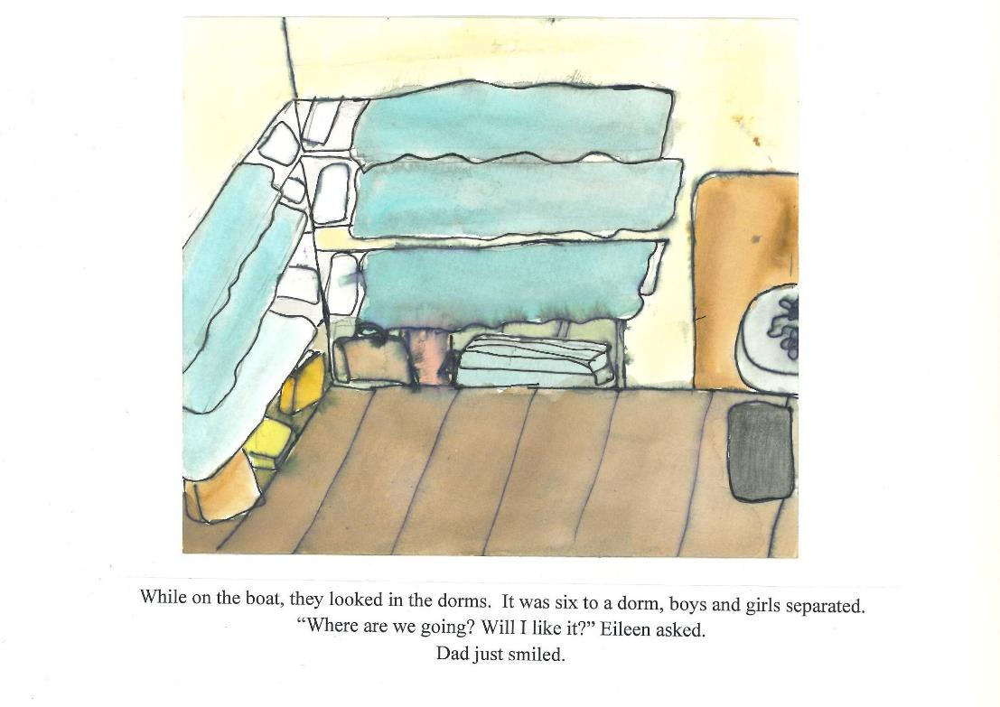 While on the boat, they looked in the dorms.  It was six to a dorm, boys and girls separated.
“Where are we going? Will I like it?” Eileen asked.
Dad just smiled.